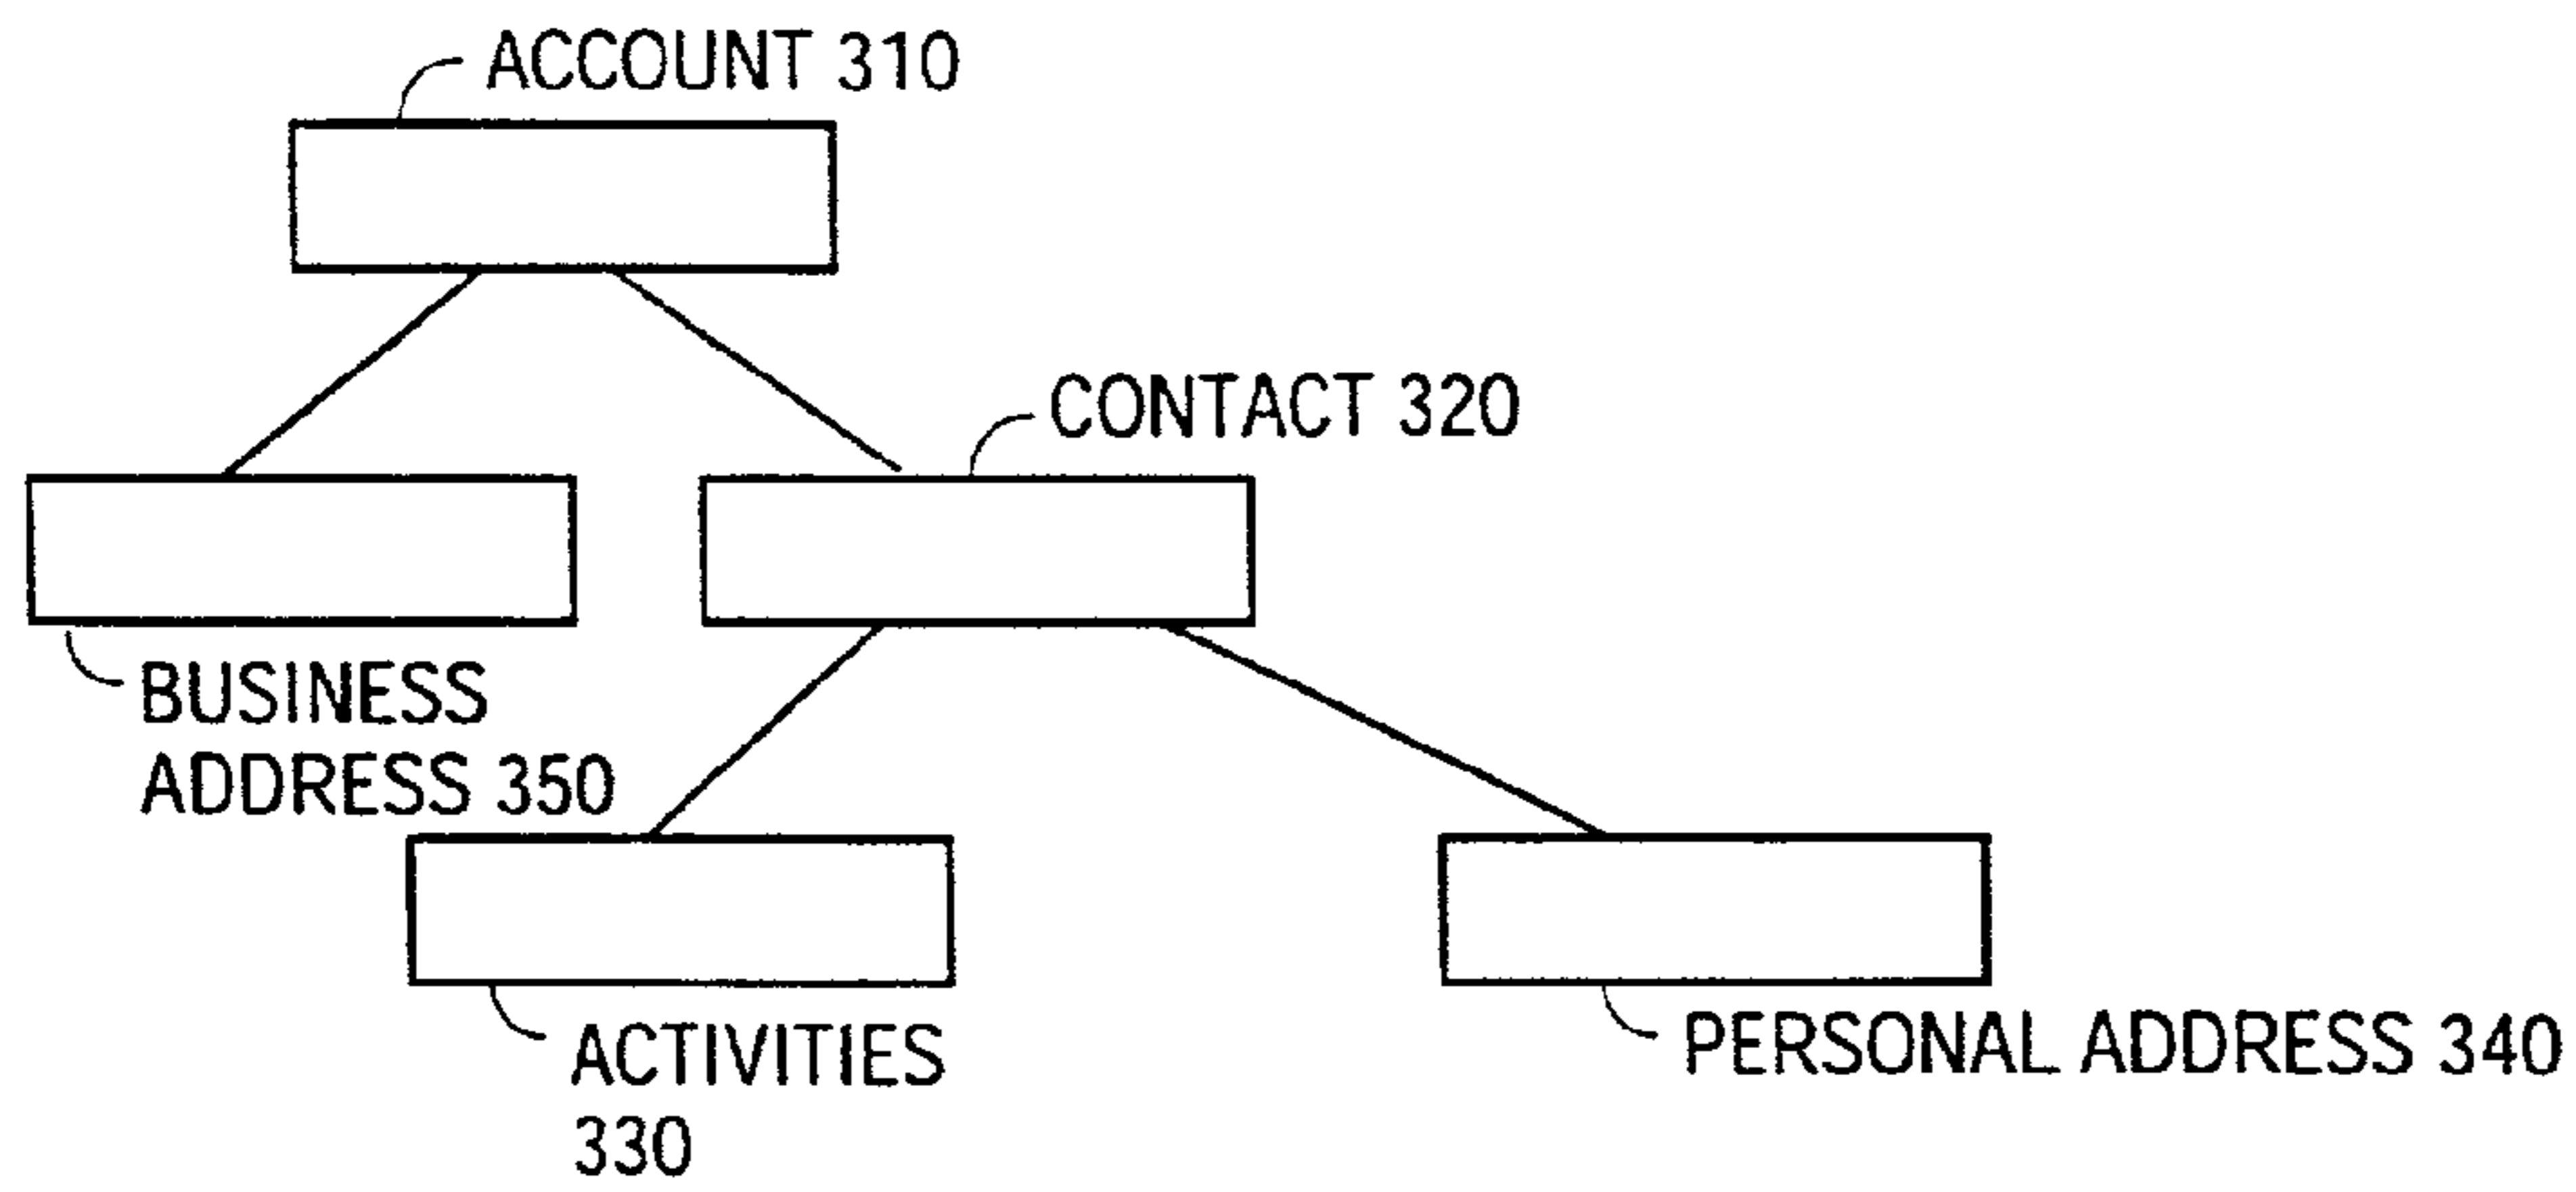 ACCOUNT 310
CONTACT 320
BUSINESS
ADDRESS 350
ACTIVITIES
330
PERSONAL ADDRESS 340